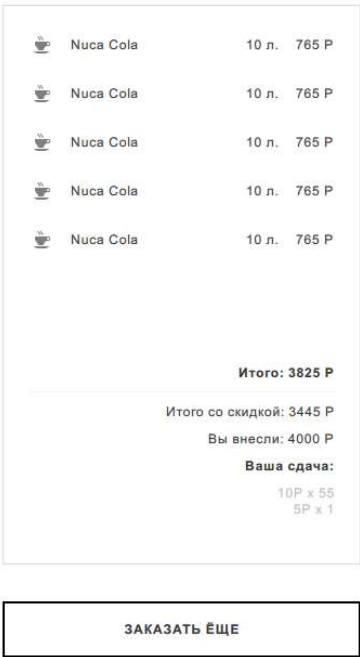 Nuca Cola 10 л. 765 Р
Nuca Cola 10 л. 765 Р
Nuca Cola 10 л. 765 Р
Nuca Cola 10 л. 765 Р
Nuca Cola 10 л. 765 Р
Итого: 3825 Р
Итого со скидкой: 3445 Р
Вы внесли: 4000 Р
Ваша сдача:
10Р x 55
5Р x 1
ЗАКАЗАТЬ ЁЩЕ